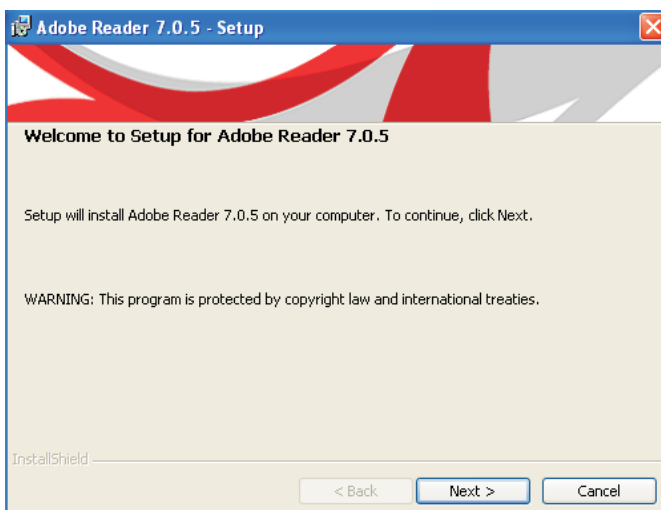 Adobe Reader 7.0.5 - Setup
Welcome to Setup for Adobe Reader 7.0.5
Setup will install Adobe Reader 7.0.5 on your computer. To continue, click Next.
WARNING: This program is protected by copyright law and international treaties.
InstallShield
< Back Next > Cancel